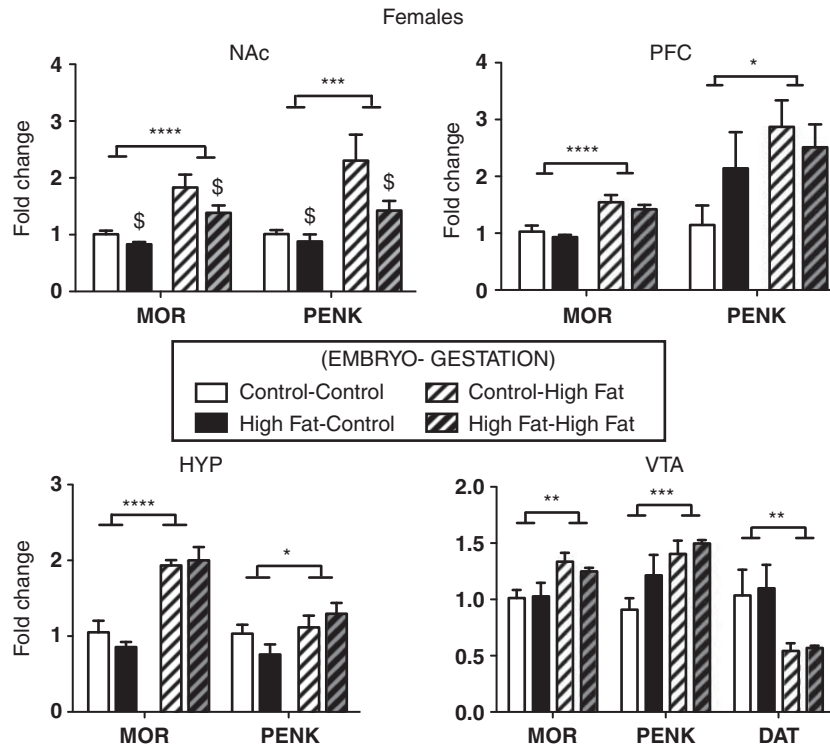 Females
NAc
PFC
Fold change
4
3
2
1
0
****
***
$
$
$
$
MOR
PENK
Fold change
4
3
2
1
0
****
*
MOR
PENK
(EMBRYO- GESTATION)
Control-Control
Control-High Fat
High Fat-Control
High Fat-High Fat
HYP
VTA
Fold change
3
2
1
0
****
*
MOR
PENK
2.0
1.5
1.0
0.5
0.0
**
***
**
MOR
PENK
DAT